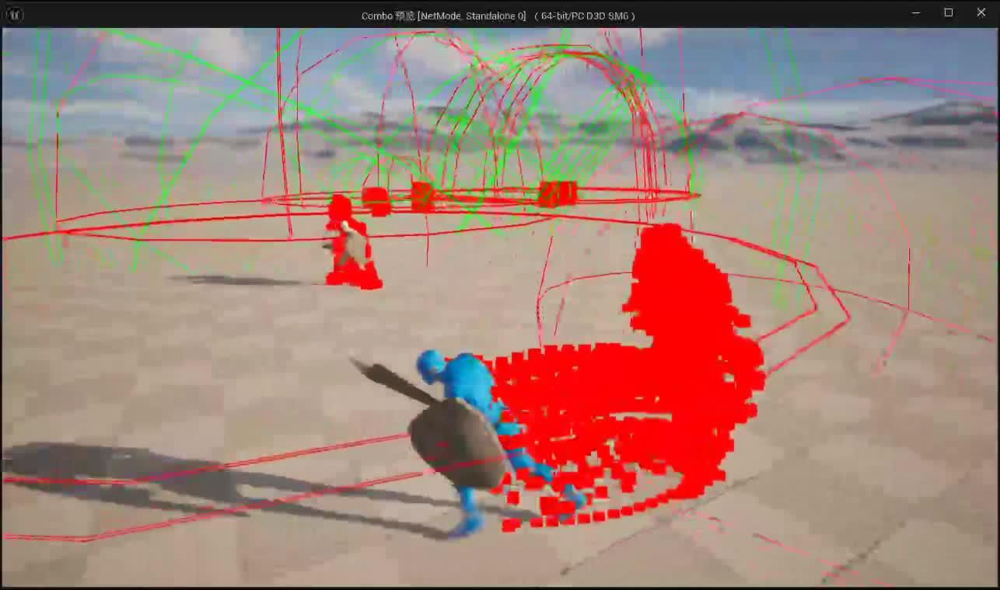 Combo 预览 [NetMode: Standalone 0] ( 64-bit/PC D3D SM6 )